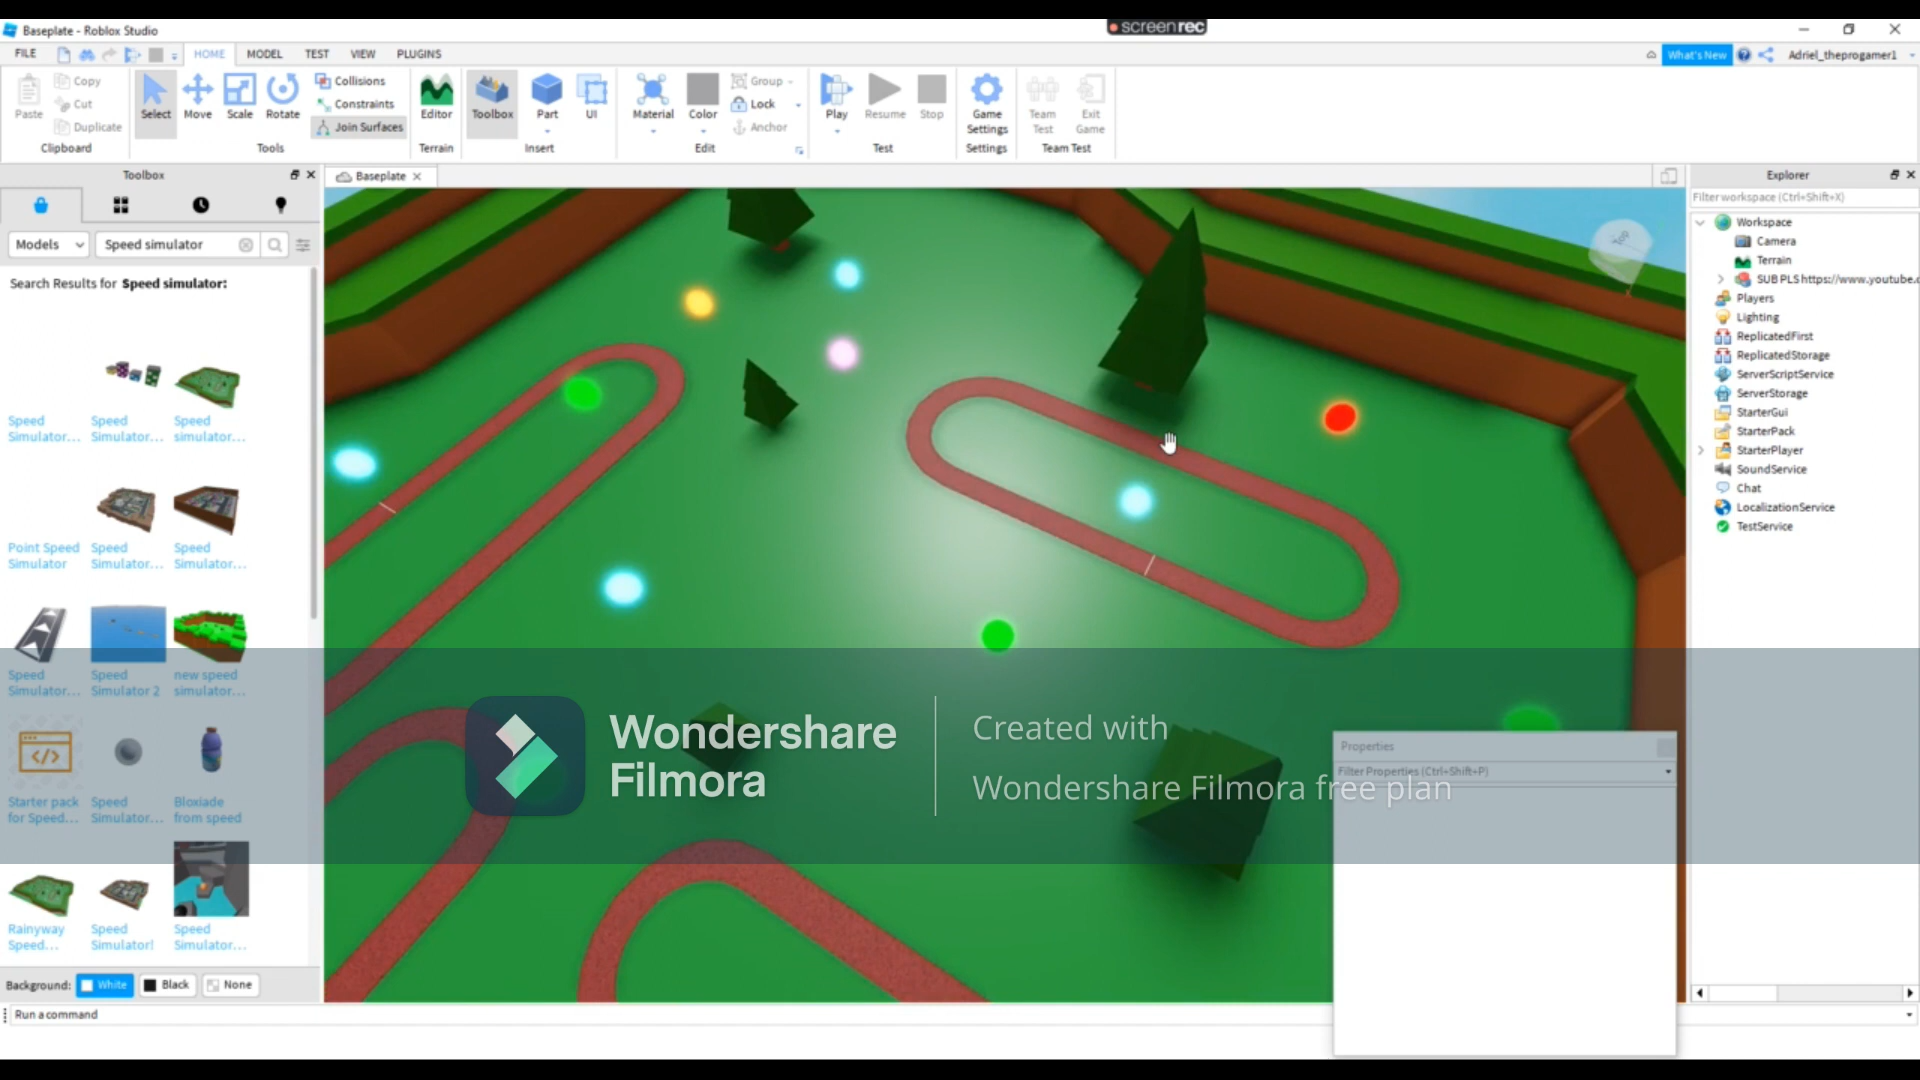 screenrec
Baseplate - Roblox Studio
FILE
HOME
MODEL
TEST
VIEW
PLUGINS
What's New
Adriel_theprogamer1
Paste
Copy
Cut
Duplicate
Clipboard
Select
Move
Scale
Rotate
Collisions
Constraints
Join Surfaces
Tools
Editor
Terrain
Toolbox
Part
UI
Insert
Material
Color
Group
Lock
Anchor
Edit
Play
Resume
Stop
Test
Game
Settings
Settings
Team
Test
Exit
Game
Team Test
Toolbox
Models
Speed simulator
Search Results for Speed simulator:
Speed
Simulator...
Speed
Simulator...
Speed
simulator...
Point Speed
Simulator
Speed
Simulator...
Speed
Simulator...
Speed
Simulator...
Speed
Simulator 2
new speed
simulator...
Starter pack
for Speed...
Speed
Simulator...
Bloxiade
from speed
Rainyway
Speed...
Speed
Simulator!
Speed
Simulator...
Background:
White
Black
None
Run a command
Baseplate
Wondershare
Filmora
Created with
Wondershare Filmora free plan
Properties
Filter Properties (Ctrl+Shift+P)
Explorer
Filter workspace (Ctrl+Shift+X)
Workspace
Camera
Terrain
SUB PLS https://www.youtube.c
Players
Lighting
ReplicatedFirst
ReplicatedStorage
ServerScriptService
ServerStorage
StarterGui
StarterPack
StarterPlayer
SoundService
Chat
LocalizationService
TestService